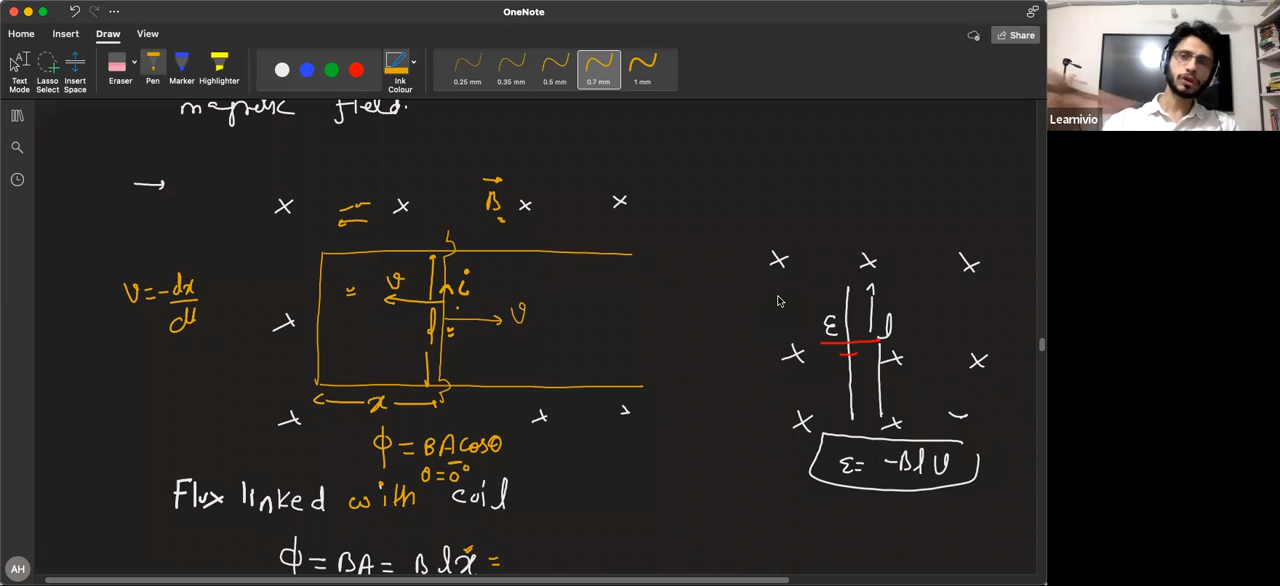 OneNote
Home Insert Draw View
Share
Text Mode
Lasso Select
Insert Space
Eraser
Pen
Marker
Highlighter
Ink Colour
0.25 mm
0.35 mm
0.5 mm
0.7 mm
1 mm
Learnivio
magnetic field.
→
× × B⃗ × ×
v = -dx/dt
v i
l v
x
ϕ = BA cosθ
θ = 0°
Flux linked with coil
ϕ = BA = B l x =
× × ×
ε l
× × ×
× ×
ε = -Blv
AH